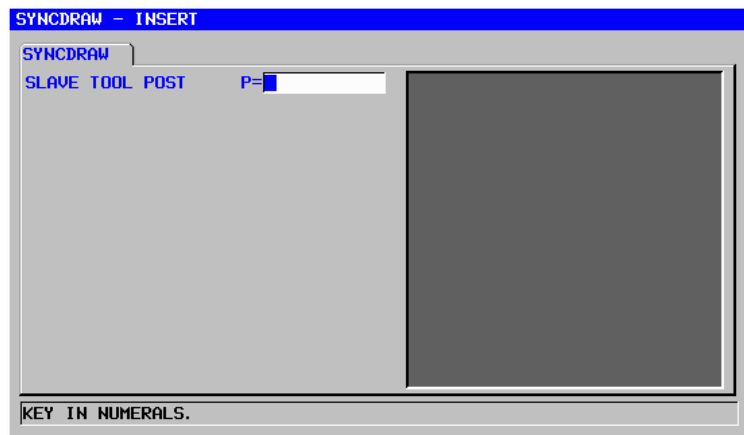 SYNCDRAW - INSERT
SYNCDRAW
SLAVE TOOL POST P=
KEY IN NUMERALS.